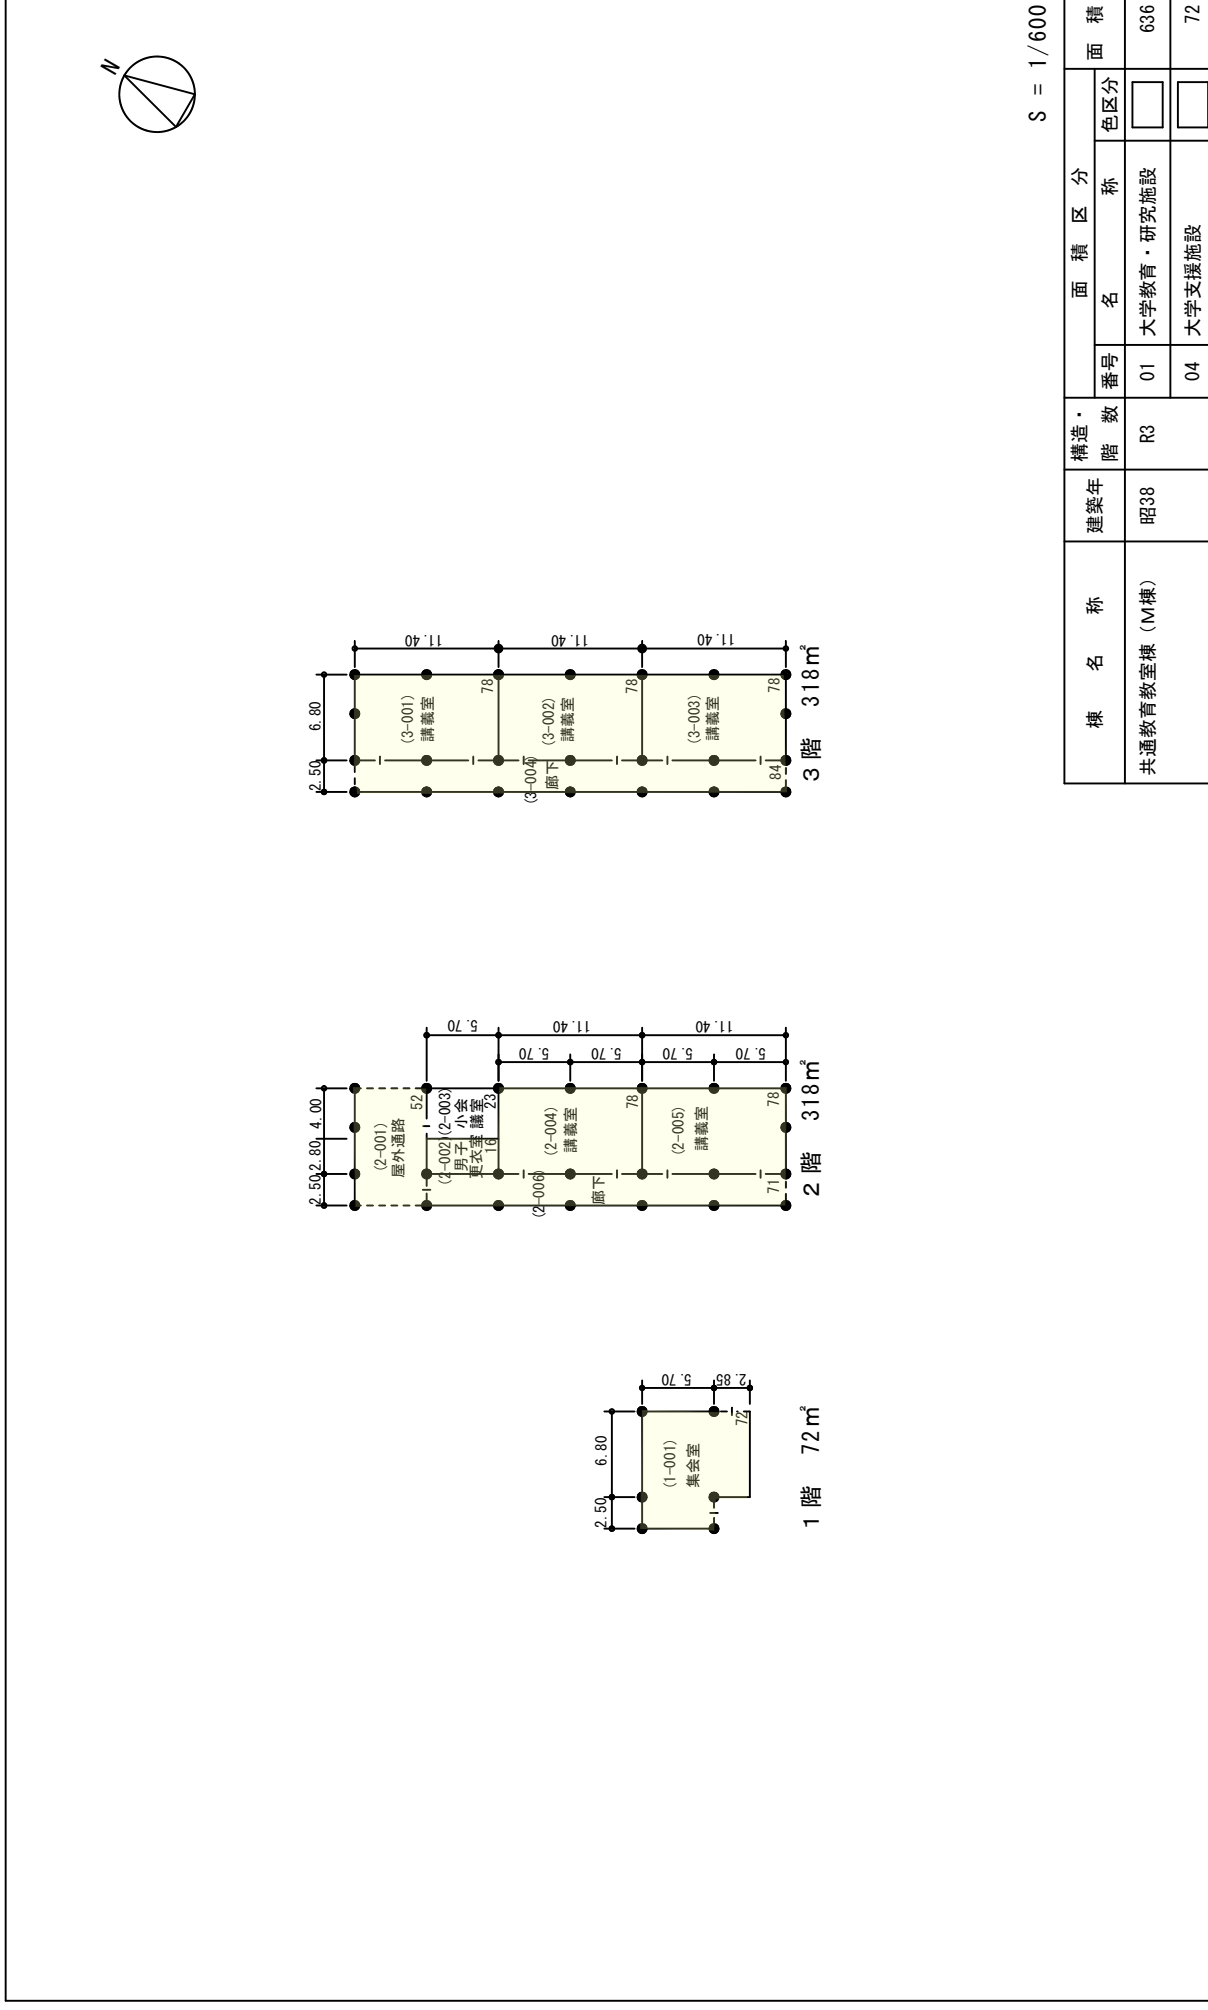 N
(1-001)
集会室
72
2.50
6.80
5.70
2.85
1階 72㎡
(2-001)
屋外通路
52
(2-002)
男子
更衣室
16
(2-003)
小会
議室
23
(2-004)
講義室
78
(2-005)
講義室
78
(2-006)
廊下
71
2.50
2.80
4.00
5.70
11.40
11.40
5.70
5.70
5.70
5.70
2階 318㎡
(3-001)
講義室
78
(3-002)
講義室
78
(3-003)
講義室
78
(3-004)
廊下
84
2.50
6.80
11.40
11.40
11.40
3階 318㎡
S = 1/600
棟名称 建築年 構造・階数 面積区分 面積
番号 名称 色区分
共通教育教室棟(M棟) 昭38 R3 01 大学教育・研究施設 636
04 大学支援施設 72